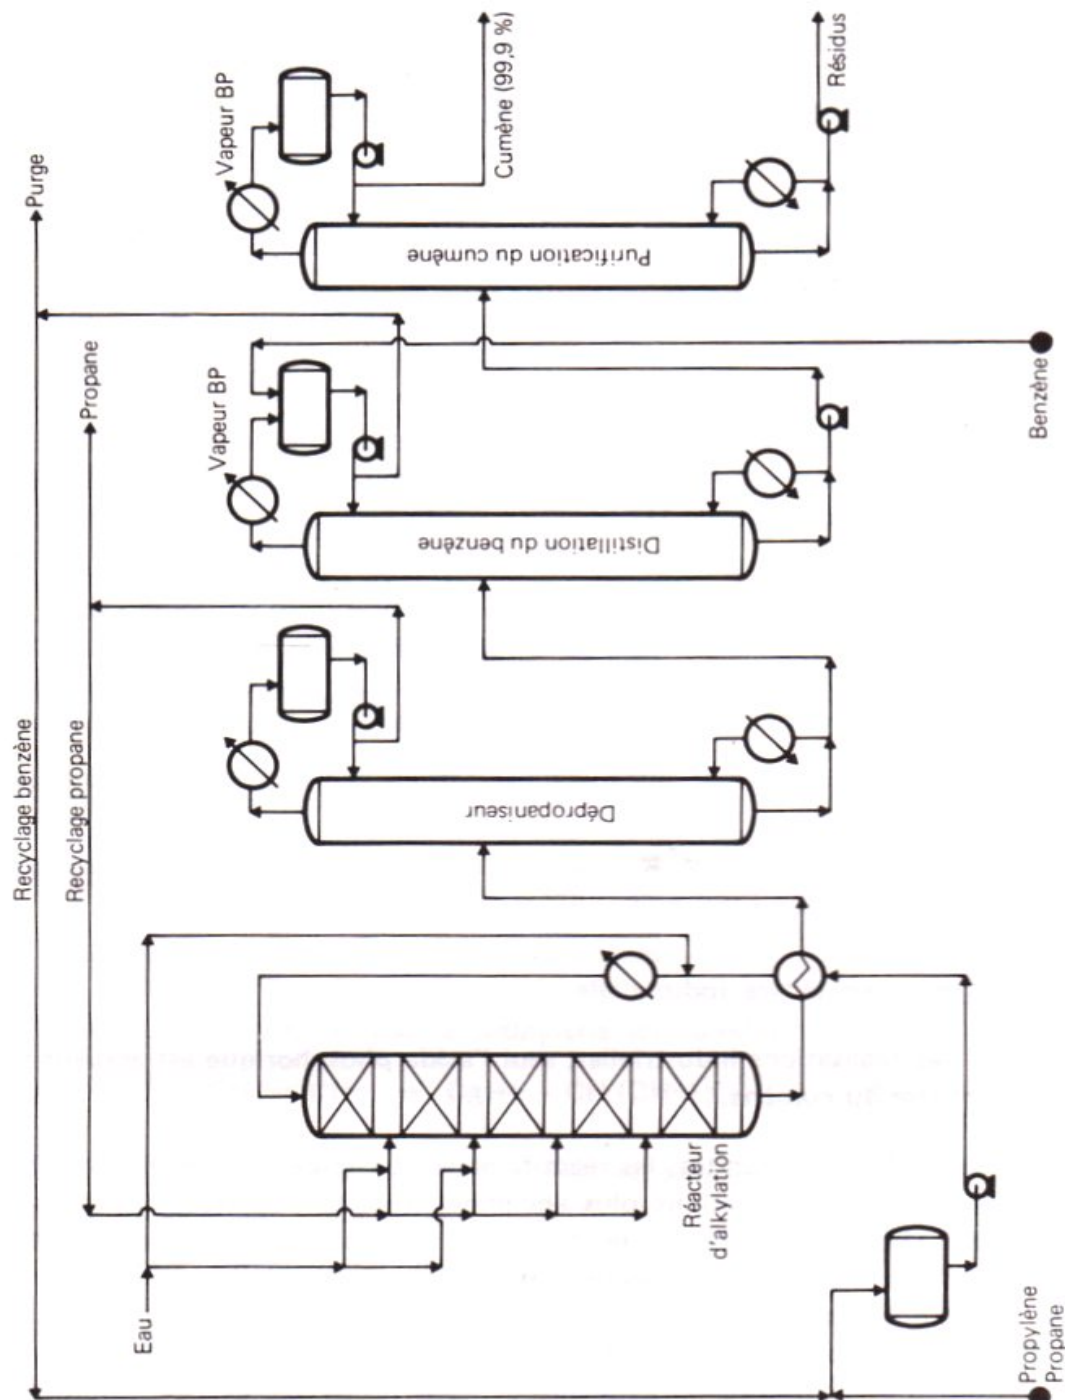 Purge
Recyclage benzène
Propane
Recyclage propane
Vapeur BP
Vapeur BP
Cumène (99,9 %)
Résidus
Purification du cumène
Distillation du benzène
Dépropaniseur
Benzène
Réacteur
d'alkylation
Eau
Propylène
Propane